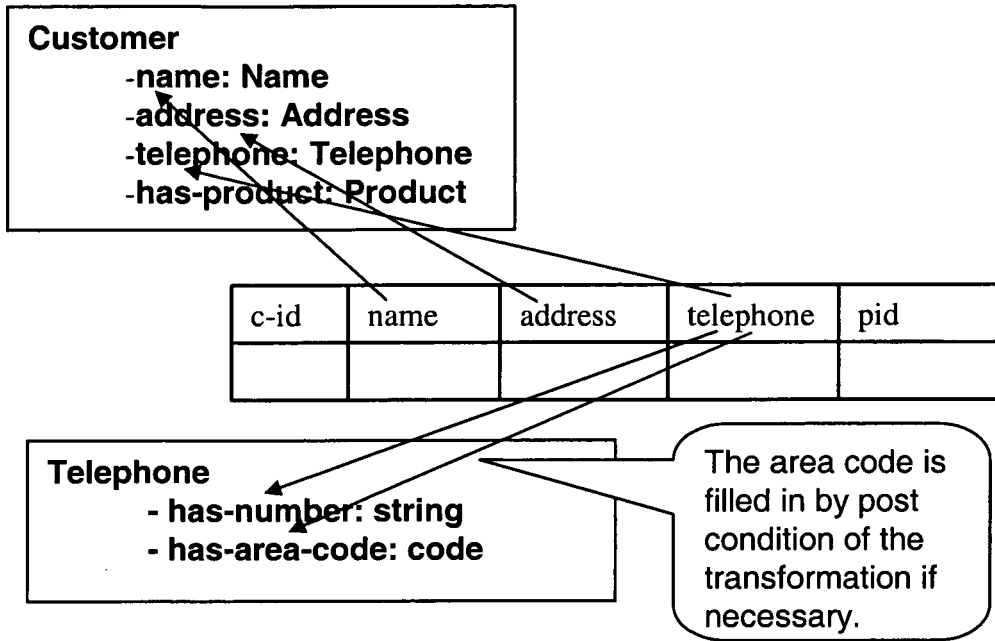 Customer
-name: Name
-address: Address
-telephone: Telephone
-has-product: Product
c-id name address telephone pid
Telephone
- has-number: string
- has-area-code: code
The area code is
filled in by post
condition of the
transformation if
necessary.